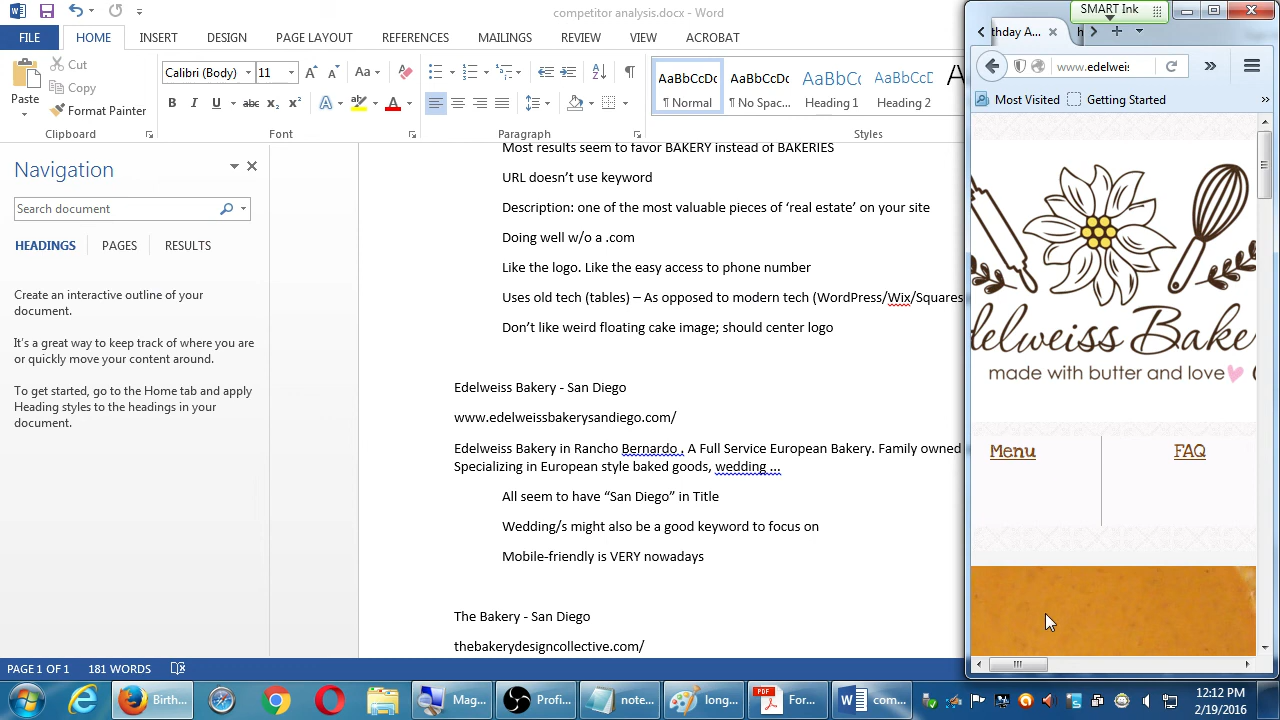 competitor analysis.docx - Word
SMART Ink
FILE
HOME
INSERT
DESIGN
PAGE LAYOUT
REFERENCES
MAILINGS
REVIEW
VIEW
ACROBAT
thday A...
Paste
Cut
Copy
Format Painter
Calibri (Body)
11
Aa
B I U abc x₂ x²
A
AaBbCcDc
¶ Normal
AaBbCcDc
¶ No Spac...
AaBbCc
Heading 1
AaBbCcD
Heading 2
Clipboard
Font
Paragraph
Styles
www.edelweis
Most Visited
Getting Started
Navigation
Search document
HEADINGS
PAGES
RESULTS
Create an interactive outline of your
document.
It's a great way to keep track of where you are
or quickly move your content around.
To get started, go to the Home tab and apply
Heading styles to the headings in your
document.
Most results seem to favor BAKERY instead of BAKERIES
URL doesn't use keyword
Description: one of the most valuable pieces of 'real estate' on your site
Doing well w/o a .com
Like the logo. Like the easy access to phone number
Uses old tech (tables) – As opposed to modern tech (WordPress/Wix/Squares
Don't like weird floating cake image; should center logo
Edelweiss Bakery - San Diego
www.edelweissbakerysandiego.com/
Edelweiss Bakery in Rancho Bernardo . A Full Service European Bakery. Family owned
Specializing in European style baked goods, wedding ...
All seem to have “San Diego” in Title
Wedding/s might also be a good keyword to focus on
Mobile-friendly is VERY nowadays
The Bakery - San Diego
thebakerydesigncollective.com/
delweiss Bake
made with butter and love
Menu
FAQ
PAGE 1 OF 1
181 WORDS
Birth...
Mag...
Profi...
note...
long...
PDF
For...
com...
12:12 PM
2/19/2016